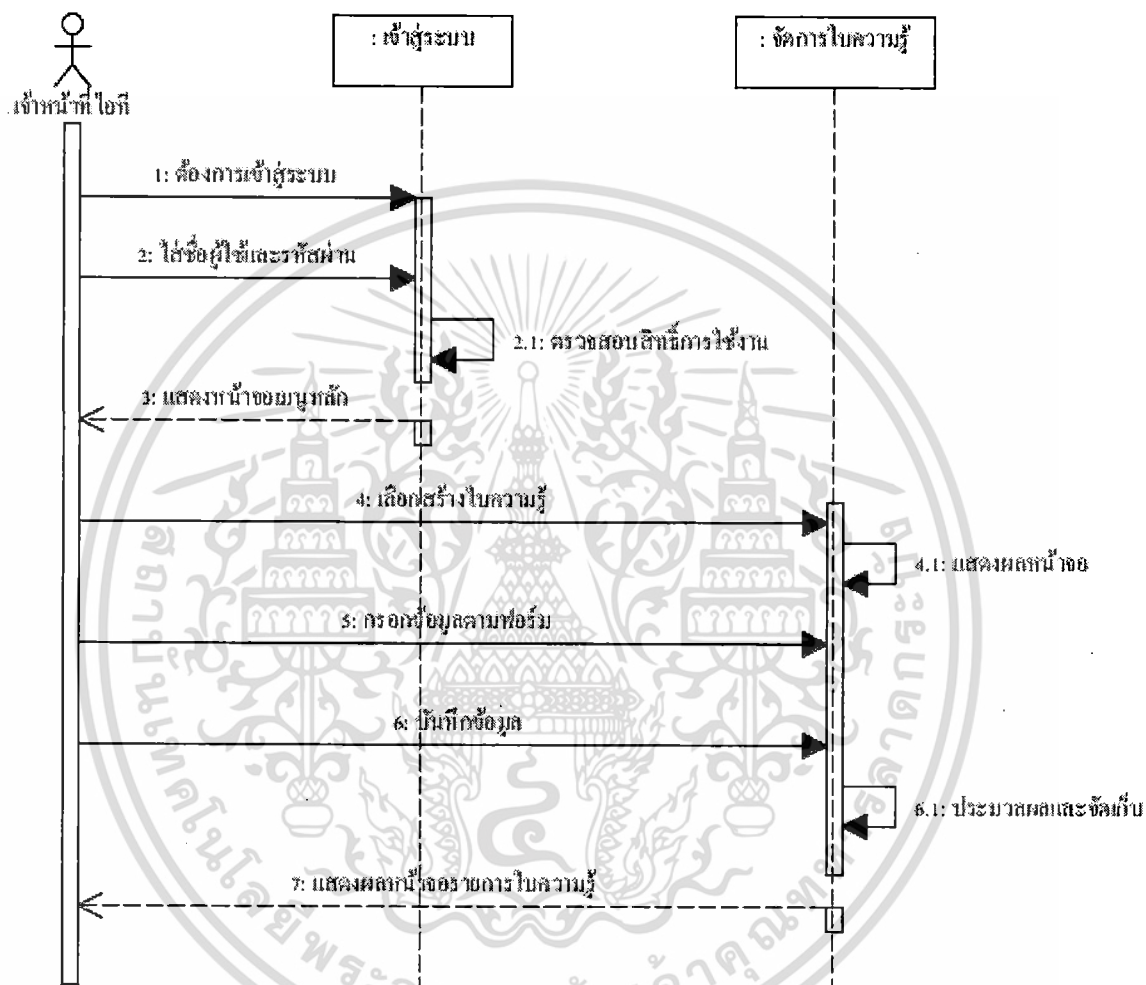 : เข้าสู่ระบบ
: จัดการใบความรู้
เจ้าหน้าที่ไอที
1: ต้องการเข้าสู่ระบบ
2: ใส่ชื่อผู้ใช้และรหัสผ่าน
2.1: ตรวจสอบสิทธิ์การใช้งาน
3: แสดงหน้าจอเมนูหลัก
4: เลือกสร้างใบความรู้
4.1: แสดงผลหน้าจอ
5: กรอกข้อมูลตามฟอร์ม
6: บันทึกข้อมูล
6.1: ประมวลผลและจัดเก็บ
7: แสดงผลหน้าจอรายการใบความรู้